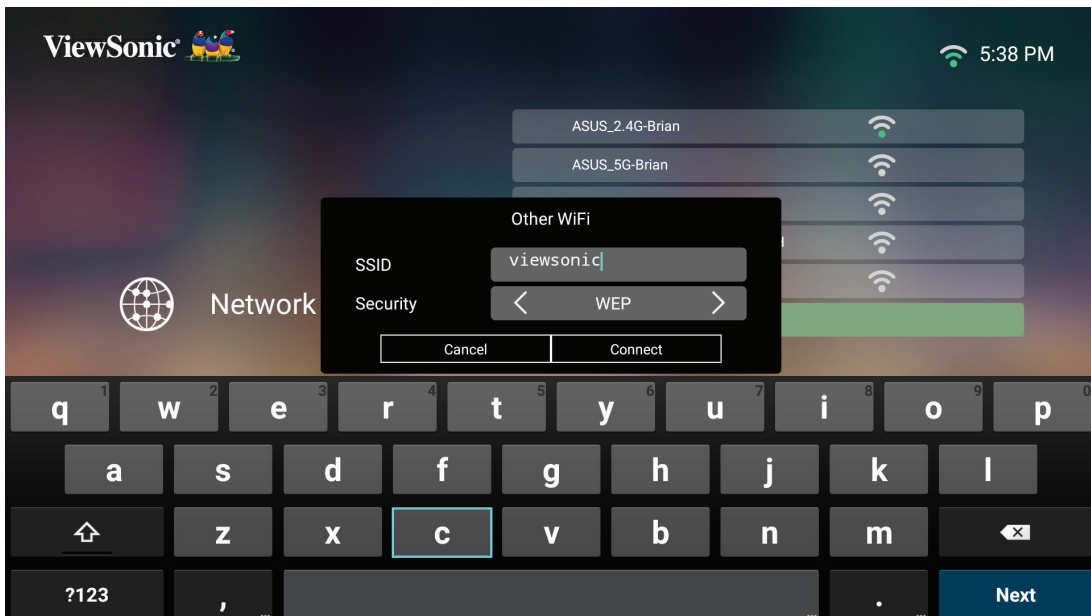 ViewSonic®
5:38 PM
ASUS_2.4G-Brian
ASUS_5G-Brian
Other WiFi
SSID viewsonic
Security < WEP >
Network
Cancel Connect
q 1 w 2 e 3 r 4 t 5 y 6 u 7 i 8 o 9 p 0
a s d f g h j k l
z x c v b n m
?123 , ... ... . ... Next